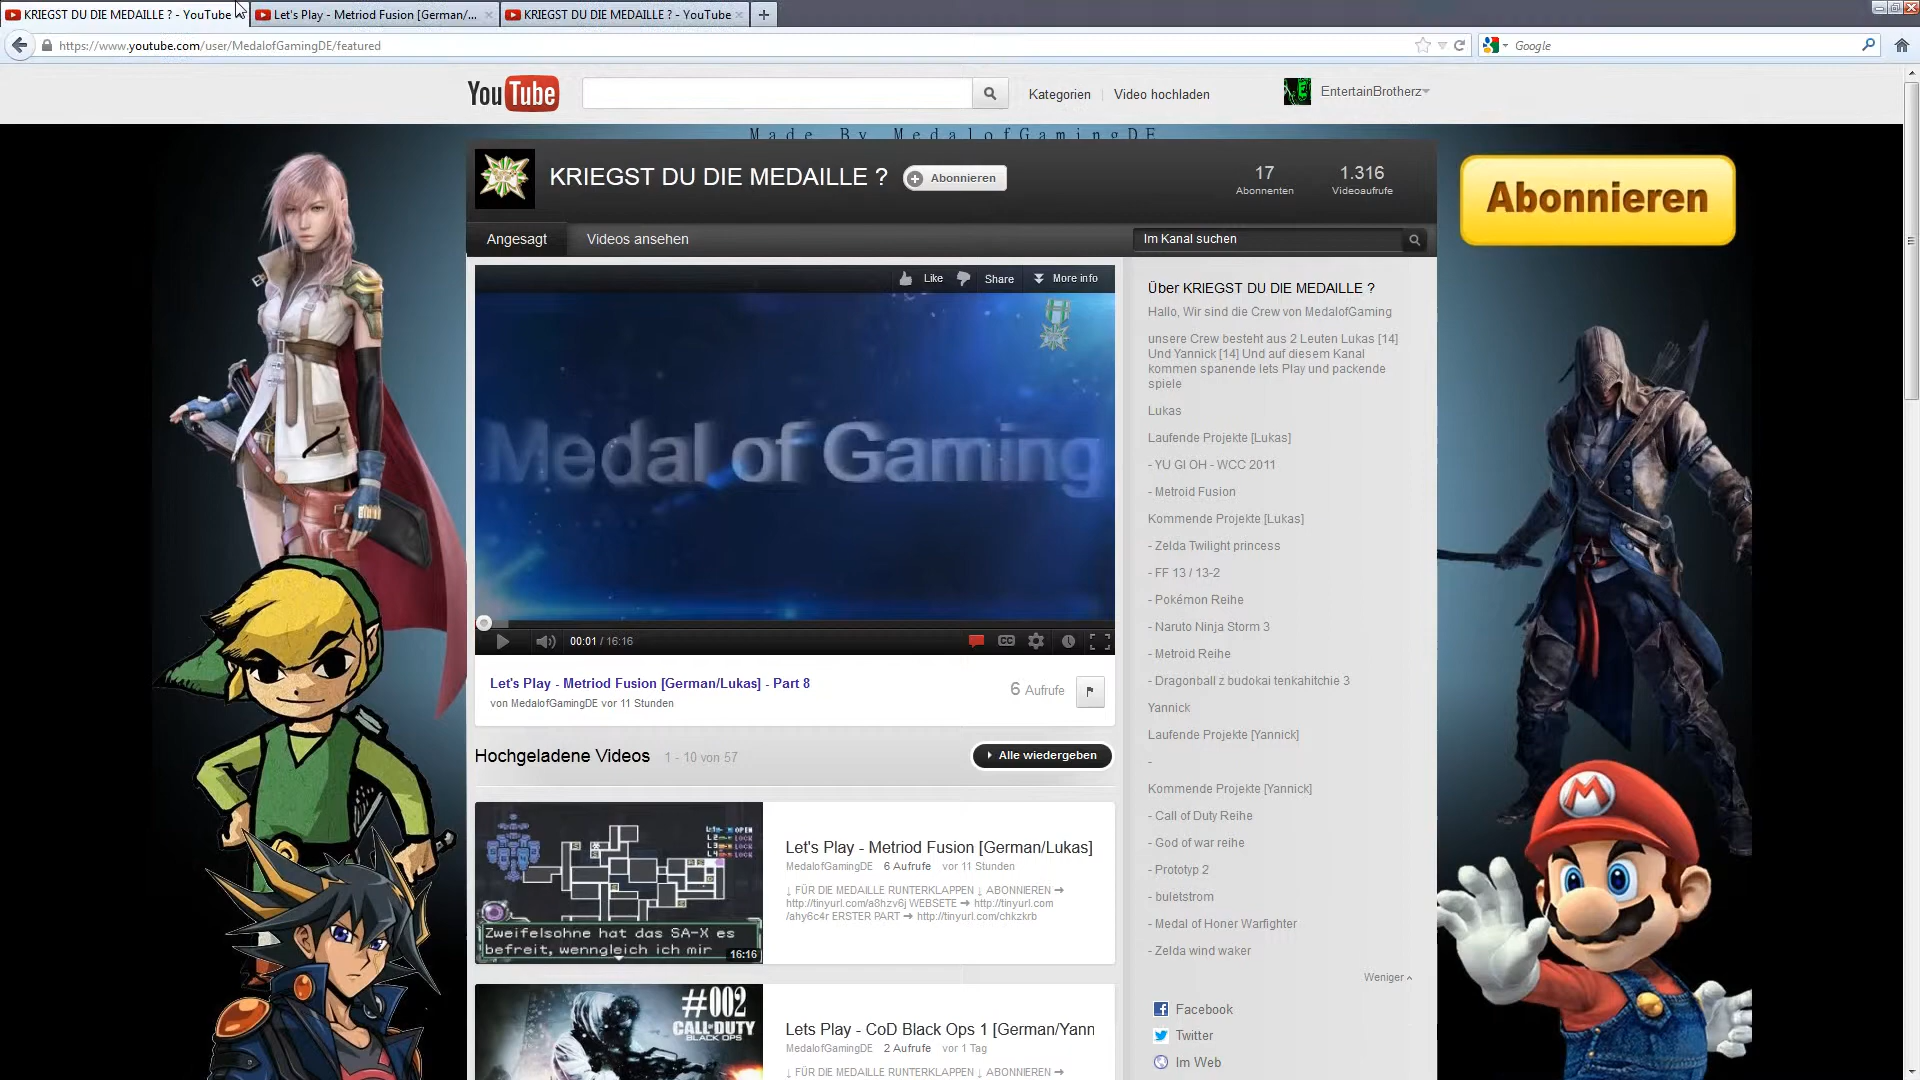 KRIEGST DU DIE MEDAILLE ? - YouTube
Let's Play - Metriod Fusion [German/...
KRIEGST DU DIE MEDAILLE ? - YouTube
https://www.youtube.com/user/MedalofGamingDE/featured
Google
YouTube
Kategorien
Video hochladen
EntertainBrotherz
Made By MedalofGamingDE
KRIEGST DU DIE MEDAILLE ?
Abonnieren
17
Abonnenten
1.316
Videoaufrufe
Abonnieren
Angesagt
Videos ansehen
Im Kanal suchen
Like
Share
More info
Medal of Gaming
00:01 / 16:16
CC
Let's Play - Metriod Fusion [German/Lukas] - Part 8
von MedalofGamingDE vor 11 Stunden
6 Aufrufe
Hochgeladene Videos
1 - 10 von 57
Alle wiedergeben
Zweifelsohne hat das SA-X es
befreit, wenngleich ich mir
16:16
Let's Play - Metriod Fusion [German/Lukas]
MedalofGamingDE 6 Aufrufe vor 11 Stunden
↓ FÜR DIE MEDAILLE RUNTERKLAPPEN ↓ ABONNIEREN ➞
http://tinyurl.com/a8hzv6j WEBSETE ➞ http://tinyurl.com
/ahy6c4r ERSTER PART ➞ http://tinyurl.com/chkzkrb
#002
CALL OF DUTY
BLACK OPS
Lets Play - CoD Black Ops 1 [German/Yann
MedalofGamingDE 2 Aufrufe vor 1 Tag
↓ FÜR DIE MEDAILLE RUNTERKLAPPEN ↓ ABONNIEREN ➞
Über KRIEGST DU DIE MEDAILLE ?
Hallo, Wir sind die Crew von MedalofGaming
unsere Crew besteht aus 2 Leuten Lukas [14]
Und Yannick [14] Und auf diesem Kanal
kommen spanende lets Play und packende
spiele
Lukas
Laufende Projekte [Lukas]
- YU GI OH - WCC 2011
- Metroid Fusion
Kommende Projekte [Lukas]
- Zelda Twilight princess
- FF 13 / 13-2
- Pokémon Reihe
- Naruto Ninja Storm 3
- Metroid Reihe
- Dragonball z budokai tenkahitchie 3
Yannick
Laufende Projekte [Yannick]
-
Kommende Projekte [Yannick]
- Call of Duty Reihe
- God of war reihe
- Prototyp 2
- buletstrom
- Medal of Honer Warfighter
- Zelda wind waker
Weniger
Facebook
Twitter
Im Web